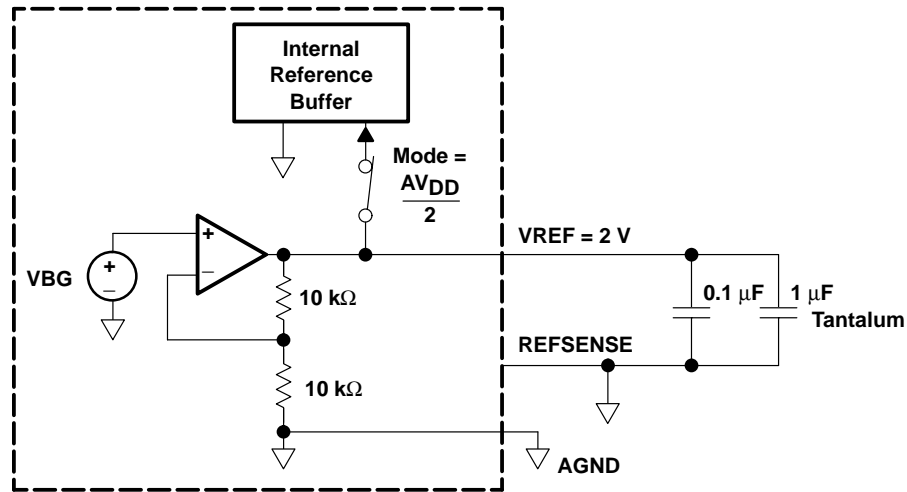 Internal
Reference
Buffer
Mode =
AVDD
2
+
−
VBG
+
−
10 kΩ
10 kΩ
VREF = 2 V
0.1 μF
1 μF
Tantalum
REFSENSE
AGND